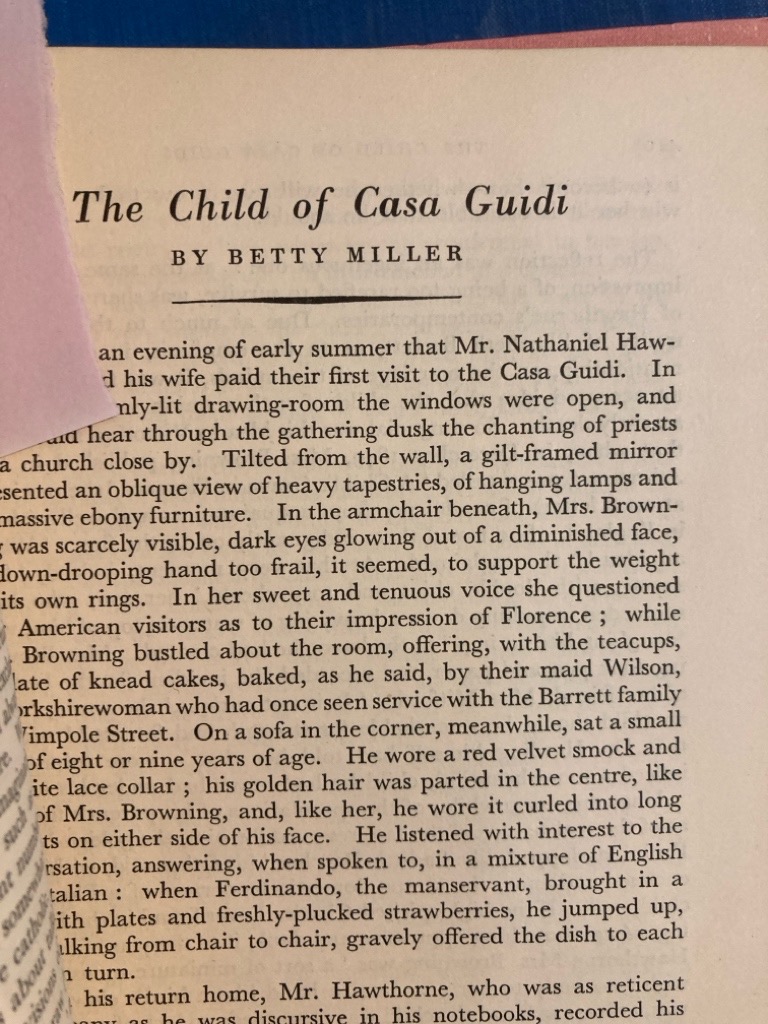 The Child of Casa Guidi
BY BETTY MILLER
an evening of early summer that Mr. Nathaniel Haw-
his wife paid their first visit to the Casa Guidi. In
drawing-room the windows were open, and
hear through the gathering dusk the chanting of priests
a church close by. Tilted from the wall, a gilt-framed mirror
an oblique view of heavy tapestries, of hanging lamps and
massive ebony furniture. In the armchair beneath, Mrs. Brown-
was scarcely visible, dark eyes glowing out of a diminished face,
down-drooping hand too frail, it seemed, to support the weight
its own rings. In her sweet and tenuous voice she questioned
American visitors as to their impression of Florence ; while
Browning bustled about the room, offering, with the teacups,
of knead cakes, baked, as he said, by their maid Wilson,
who had once seen service with the Barrett family
Street. On a sofa in the corner, meanwhile, sat a small
of eight or nine years of age. He wore a red velvet smock and
lace collar ; his golden hair was parted in the centre, like
of Mrs. Browning, and, like her, he wore it curled into long
on either side of his face. He listened with interest to the
answering, when spoken to, in a mixture of English
when Ferdinando, the manservant, brought in a
plates and freshly-plucked strawberries, he jumped up,
from chair to chair, gravely offered the dish to each
turn.
his return home, Mr. Hawthorne, who was as reticent
as he was discursive in his notebooks, recorded his